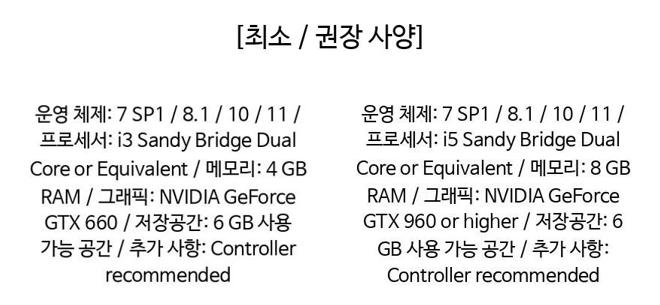 [최소 / 권장 사양]
운영 체제: 7 SP1 / 8.1 / 10 / 11 /
프로세서: i3 Sandy Bridge Dual
Core or Equivalent / 메모리: 4 GB
RAM / 그래픽: NVIDIA GeForce
GTX 660 / 저장공간: 6 GB 사용
가능 공간 / 추가 사항: Controller
recommended
운영 체제: 7 SP1 / 8.1 / 10 / 11 /
프로세서: i5 Sandy Bridge Dual
Core or Equivalent / 메모리: 8 GB
RAM / 그래픽: NVIDIA GeForce
GTX 960 or higher / 저장공간: 6
GB 사용 가능 공간 / 추가 사항:
Controller recommended